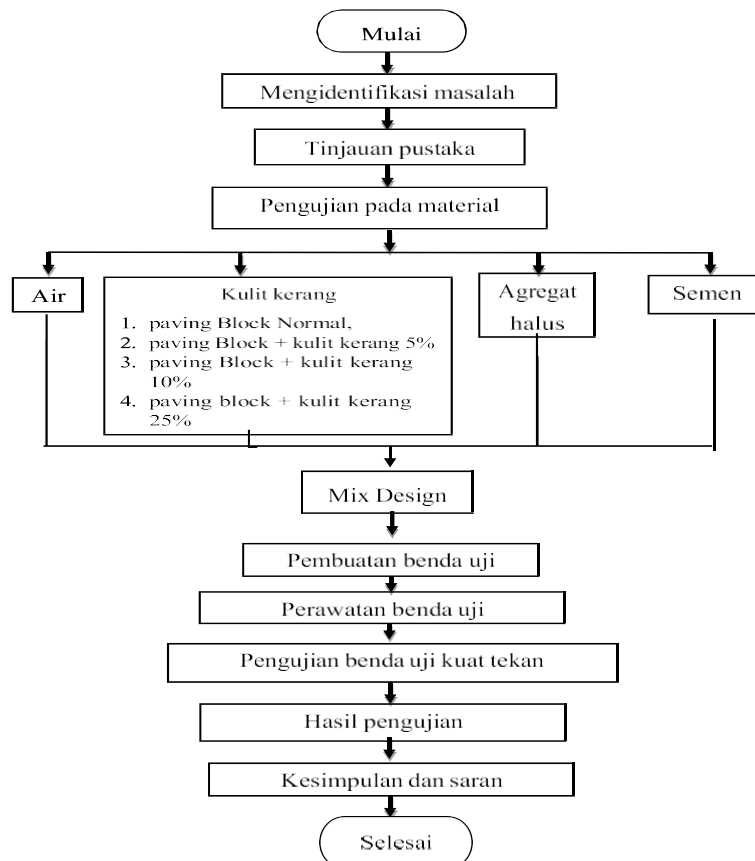 Mulai
Mengidentifikasi masalah
Tinjauan pustaka
Pengujian pada material
Air
Kulit kerang
1. paving Block Normal,
2. paving Block + kulit kerang 5%
3. paving Block + kulit kerang
10%
4. paving block + kulit kerang
25%
Agregat
halus
Semen
Mix Design
Pembuatan benda uji
Perawatan benda uji
Pengujian benda uji kuat tekan
Hasil pengujian
Kesimpulan dan saran
Selesai